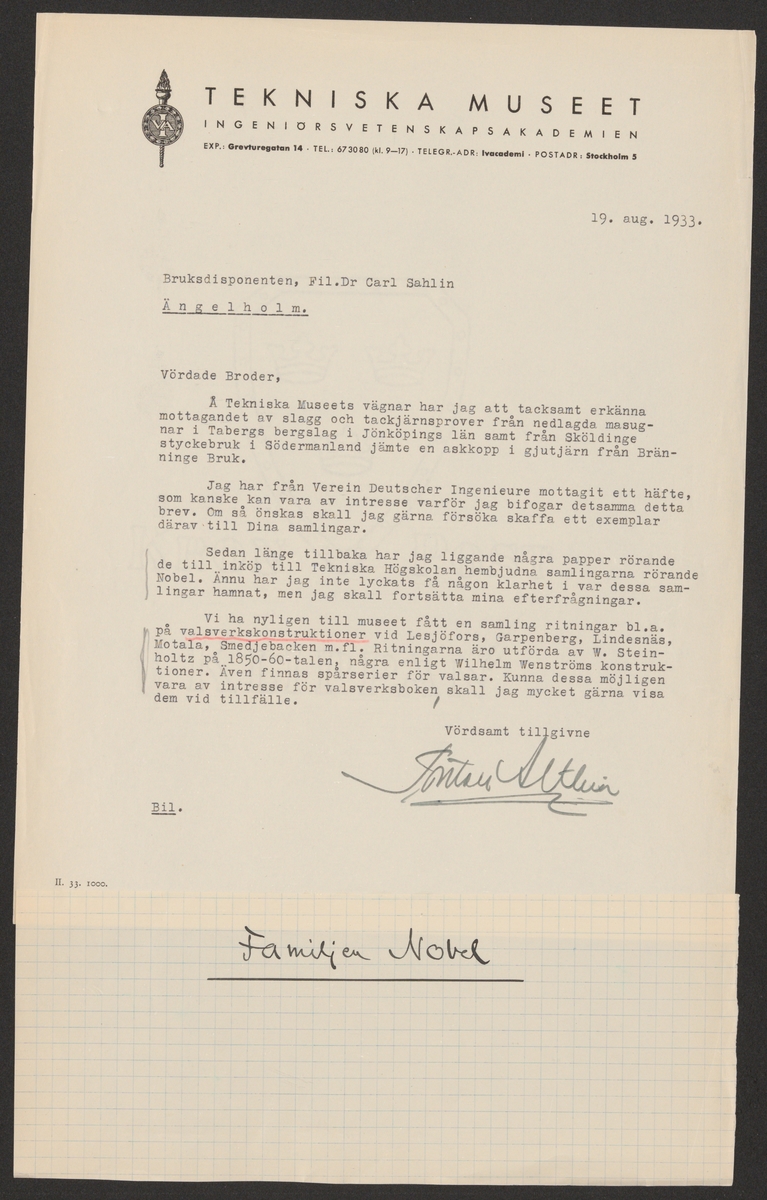 IVA
TEKNISKA MUSEET
INGENIÖRSVETENSKAPSAKADEMIEN
EXP.: Grevturegatan 14 · TEL.: 673080 (kl. 9—17) · TELEGR.-ADR: Ivacademi · POSTADR: Stockholm 5
19. aug. 1933.
Bruksdisponenten, Fil.Dr Carl Sahlin
Ängelholm.
Vördade Broder,
Å Tekniska Museets vägnar har jag att tacksamt erkänna
mottagandet av slagg och tackjärnsprover från nedlagda masug-
nar i Tabergs bergslag i Jönköpings län samt från Sköldinge
styckebruk i Södermanland jämte en askkopp i gjutjärn från Brän-
ninge Bruk.
Jag har från Verein Deutscher Ingenieure mottagit ett häfte,
som kanske kan vara av intresse varför jag bifogar detsamma detta
brev. Om så önskas skall jag gärna försöka skaffa ett exemplar
därav till Dina samlingar.
Sedan länge tillbaka har jag liggande några papper rörande
de till inköp till Tekniska Högskolan hembjudna samlingarna rörande
Nobel. Ännu har jag inte lyckats få någon klarhet i var dessa sam-
lingar hamnat, men jag skall fortsätta mina efterfrågningar.
Vi ha nyligen till museet fått en samling ritningar bl.a.
på valsverkskonstruktioner vid Lesjöfors, Garpenberg, Lindesnäs,
Motala, Smedjebacken m.fl. Ritningarna äro utförda av W. Stein-
holtz på 1850-60-talen, några enligt Wilhelm Wenströms konstruk-
tioner. Även finnas spårserier för valsar. Kunna dessa möjligen
vara av intresse för valsverksboken skall jag mycket gärna visa
dem vid tillfälle.
Vördsamt tillgivne
Torsten Althin
Bil.
II. 33. 1000.
Familjen Nobel